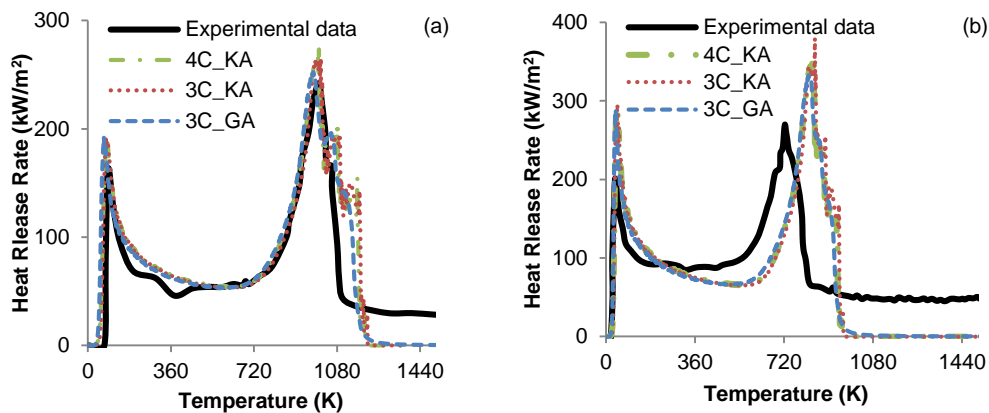 (a)
Experimental data
4C_KA
3C_KA
3C_GA
Heat Rlease Rate (kW/m²)
300
200
100
0
0 360 720 1080 1440
Temperature (K)
(b)
Experimental data
4C_KA
3C_KA
3C_GA
Heat Rlease Rate (kW/m²)
400
300
200
100
0
0 360 720 1080 1440
Temperature (K)